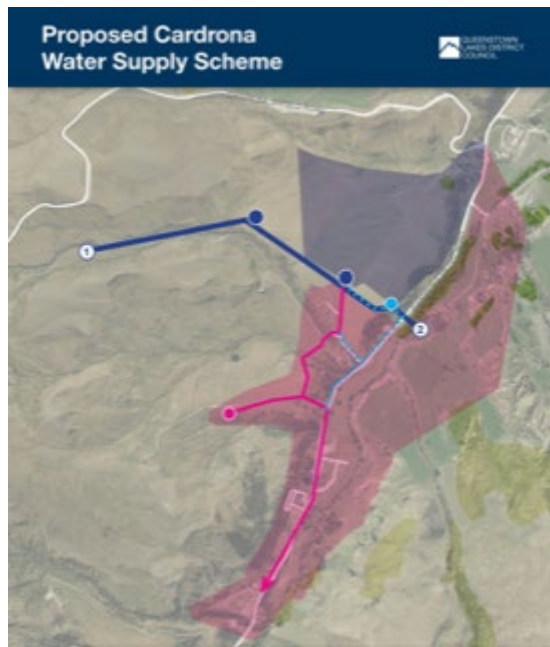 Proposed Cardrona
Water Supply Scheme
QUEENSTOWN
LAKES DISTRICT
COUNCIL
1
2